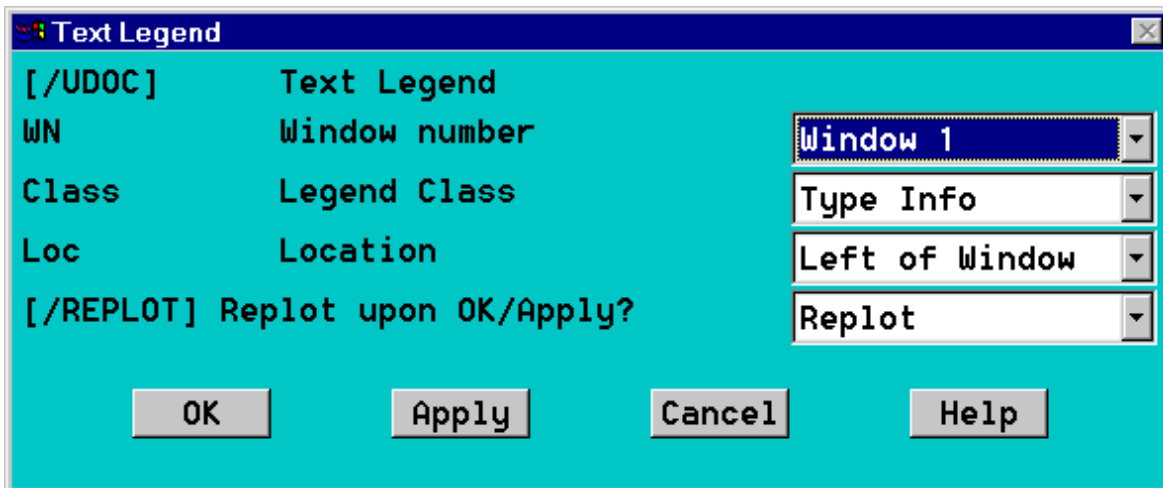 Text Legend
[/UDOC] Text Legend
WN Window number Window 1
Class Legend Class Type Info
Loc Location Left of Window
[/REPLOT] Replot upon OK/Apply? Replot
OK Apply Cancel Help